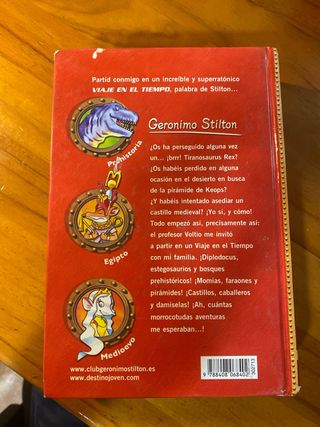 Partid conmigo en un increíble y superratónico
VIAJE EN EL TIEMPO, palabra de Stilton...
Geronimo Stilton
Prehistoria
¿Os ha perseguido alguna vez
un... ¡brr! Tiranosaurus Rex?
¿Os habéis perdido en alguna
ocasión en el desierto en busca
de la pirámide de Keops?
¿Y habéis intentado asediar un
castillo medieval? ¡Yo sí, y cómo!
Todo empezó así, precisamente así:
el profesor Voltio me invitó
a partir en un Viaje en el Tiempo
con mi familia. ¡Diplodocus,
estegosaurios y bosques
prehistóricos! ¡Momias, faraones y
pirámides! ¡Castillos, caballeros
y damiselas! ¡Ah, cuántas
morrocotudas aventuras
me esperaban...!
Egipto
Medioevo
www.clubgeronimostilton.es
www.destinojoven.com
9 788408 068402